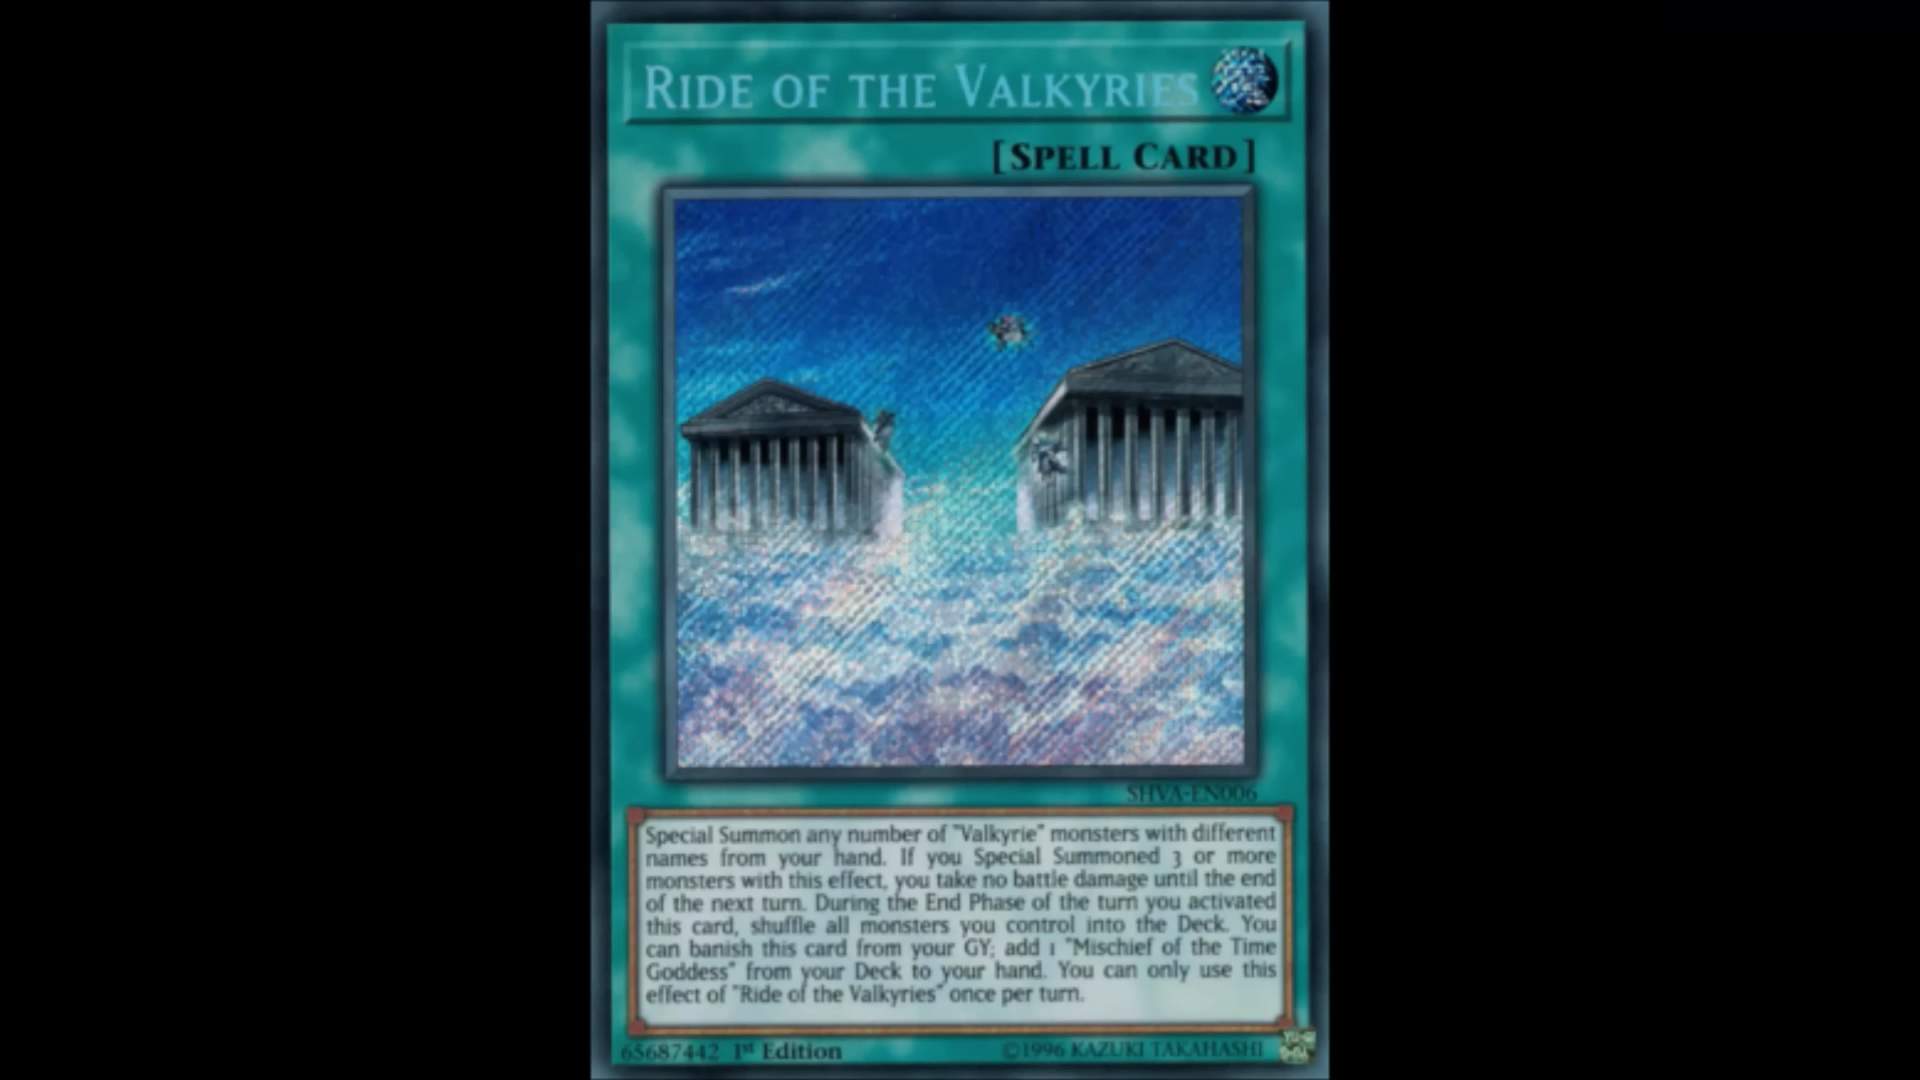 RIDE OF THE VALKYRIES
[SPELL CARD]
SHVA-EN006
Special Summon any number of "Valkyrie" monsters with different
names from your hand. If you Special Summoned 3 or more
monsters with this effect, you take no battle damage until the end
of the next turn. During the End Phase of the turn you activated
this card, shuffle all monsters you control into the Deck. You
can banish this card from your GY; add 1 "Mischief of the Time
Goddess" from your Deck to your hand. You can only use this
effect of "Ride of the Valkyries" once per turn.
65687442 1st Edition ©1996 KAZUKI TAKAHASHI